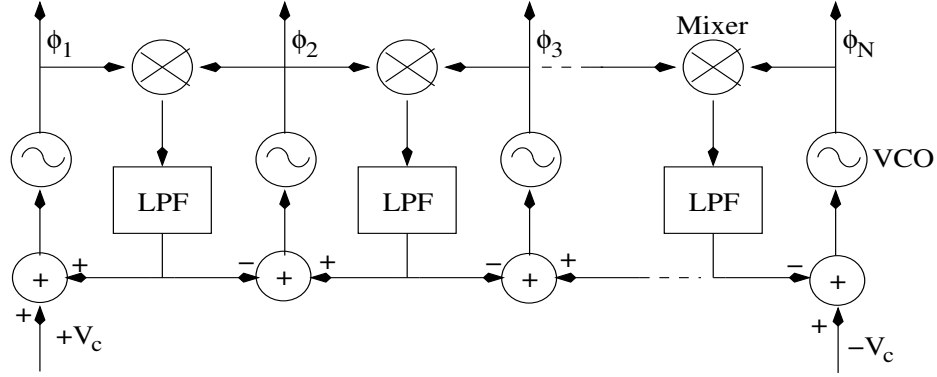 Mixer
ϕ1 ϕ2 ϕ3 ϕN
VCO
LPF LPF LPF
+ − + − + −
+ + + +
+ +
+Vc −Vc